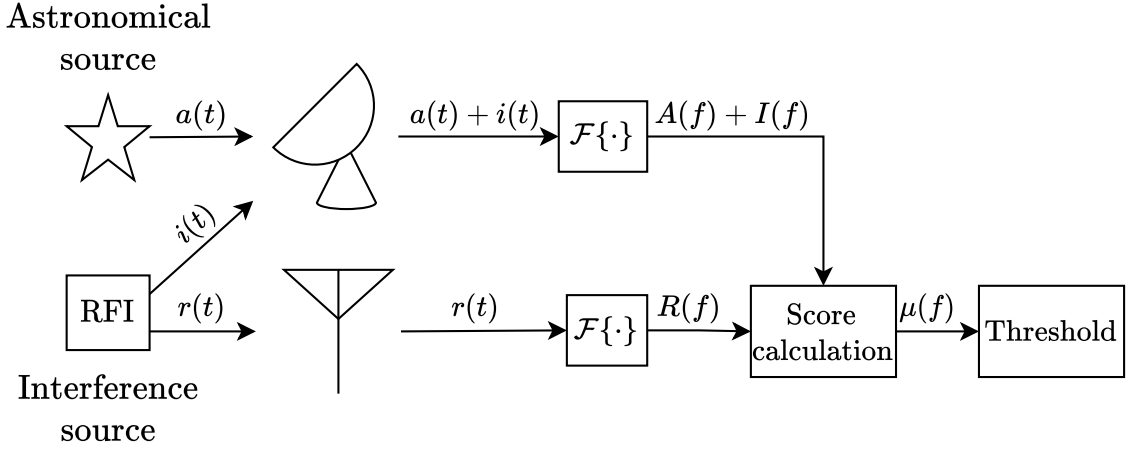 Astronomical
source
a(t)
a(t) + i(t)
ℱ{·}
A(f) + I(f)
i(t)
RFI
r(t)
r(t)
ℱ{·}
R(f)
Score
calculation
μ(f)
Threshold
Interference
source